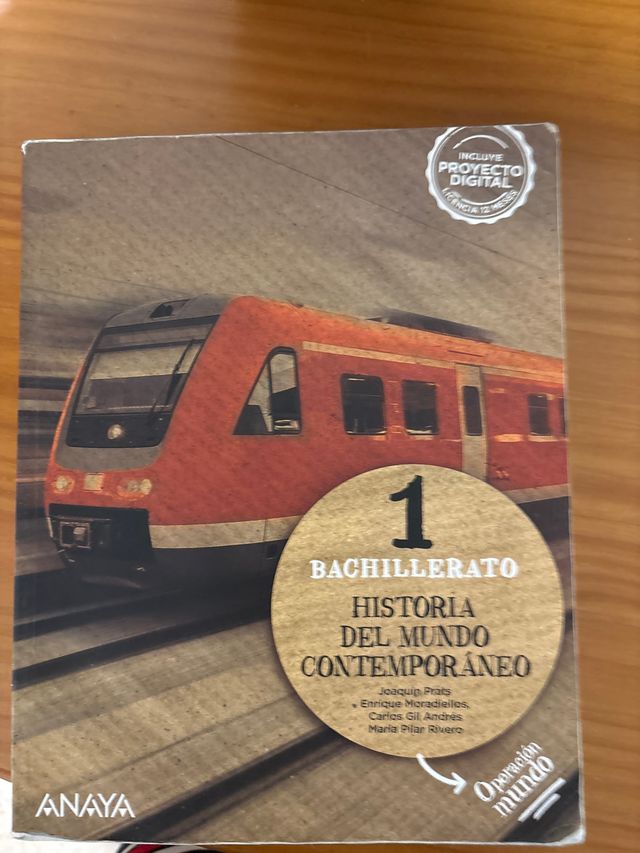 INCLUYE
PROYECTO
DIGITAL
LICENCIA 12 MESES
1
BACHILLERATO
HISTORIA
DEL MUNDO
CONTEMPORÁNEO
Joaquin Prats
Enrique Moradiellos,
Carlos Gil Andrés
María Pilar Rivero
Operación
mundo
ANAYA